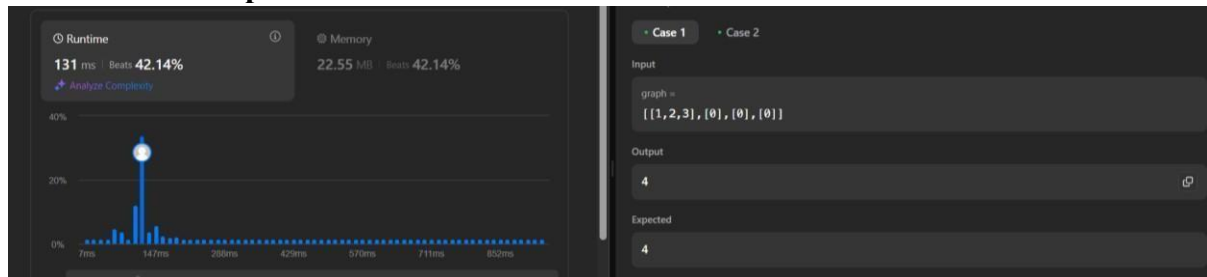 Runtime
131 ms Beats 42.14%
Analyze Complexity
Memory
22.55 MB Beats 42.14%
40%
20%
0%
7ms 147ms 288ms 429ms 570ms 711ms 852ms
Case 1 Case 2
Input
graph =
[[1,2,3],[0],[0],[0]]
Output
4
Expected
4